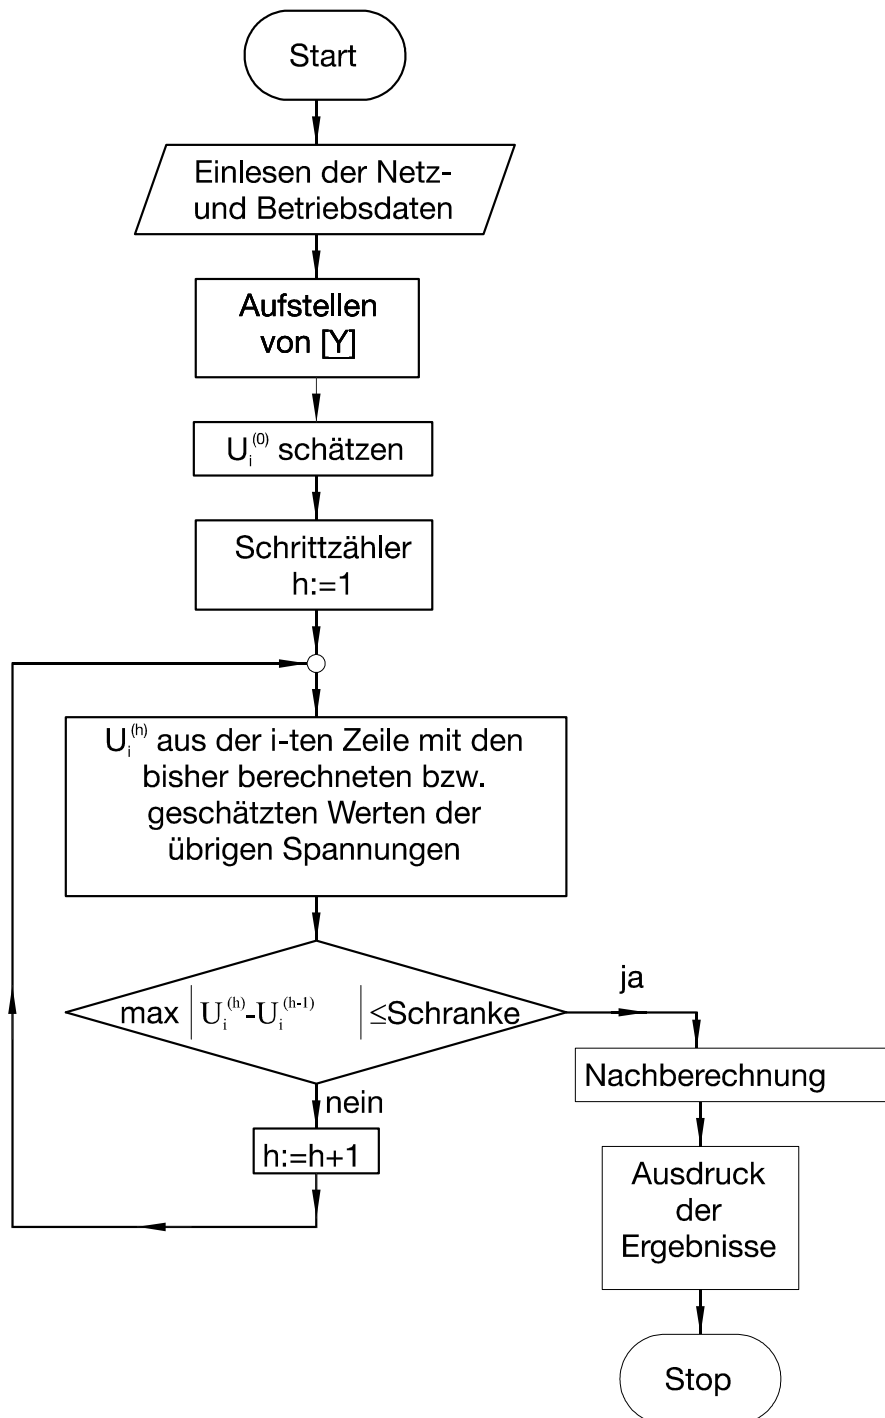 Start
Einlesen der Netz-
und Betriebsdaten
Aufstellen
von [Y]
U_i^(0) schätzen
Schrittzähler
h:=1
U_i^(h) aus der i-ten Zeile mit den
bisher berechneten bzw.
geschätzten Werten der
übrigen Spannungen
max |U_i^(h)-U_i^(h-1)| ≤Schranke
ja
nein
h:=h+1
Nachberechnung
Ausdruck
der
Ergebnisse
Stop